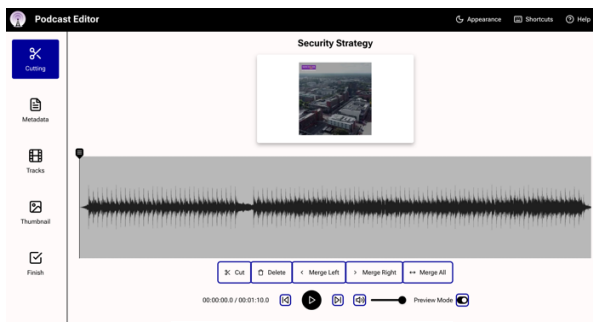 Podcast Editor
Appearance
Shortcuts
Help
Cutting
Metadata
Tracks
Thumbnail
Finish
Security Strategy
Cut
Delete
Merge Left
Merge Right
Merge All
00:00:00.0 / 00:01:10.0
Preview Mode